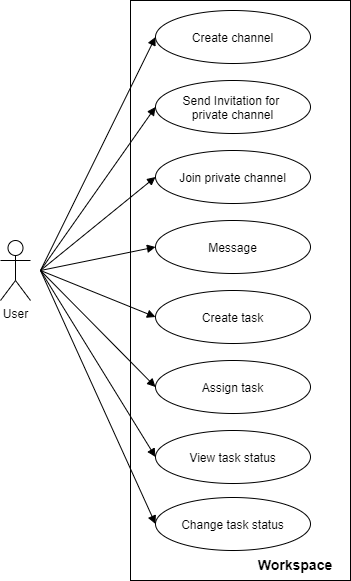 Create channel
Send Invitation for
private channel
Join private channel
Message
User
Create task
Assign task
View task status
Change task status
Workspace